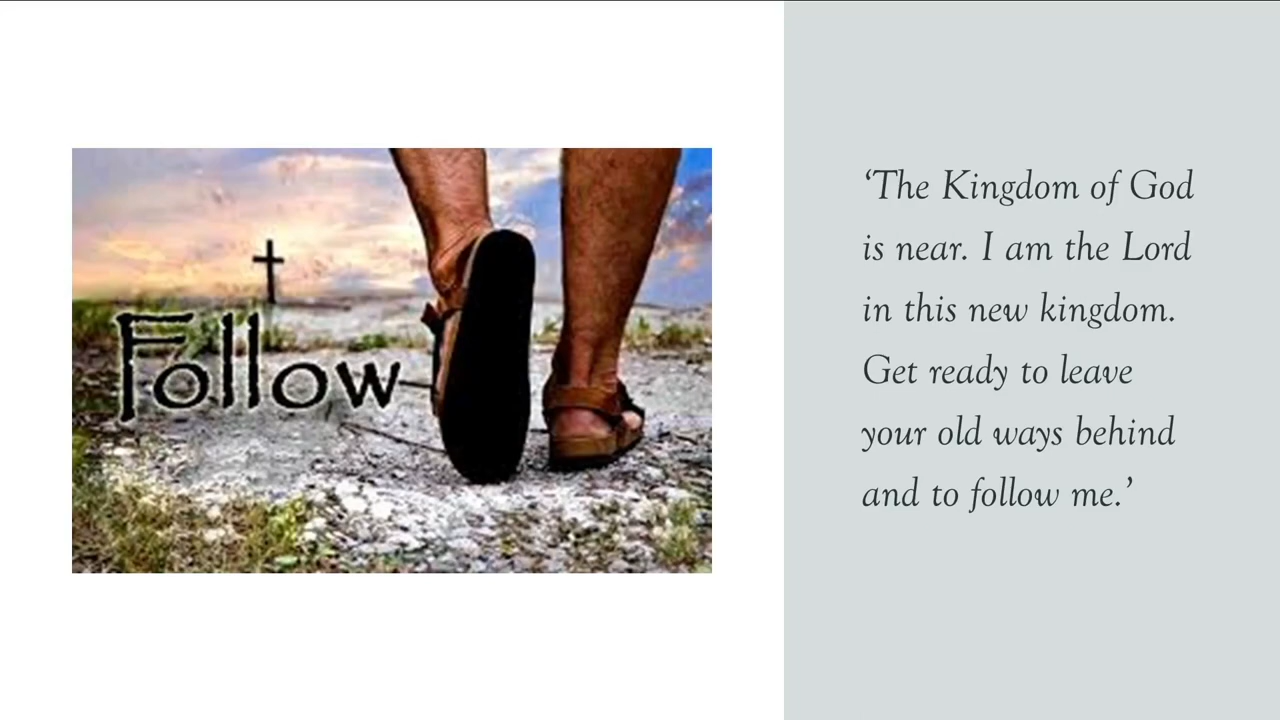 Follow
‘The Kingdom of God
is near. I am the Lord
in this new kingdom.
Get ready to leave
your old ways behind
and to follow me.’